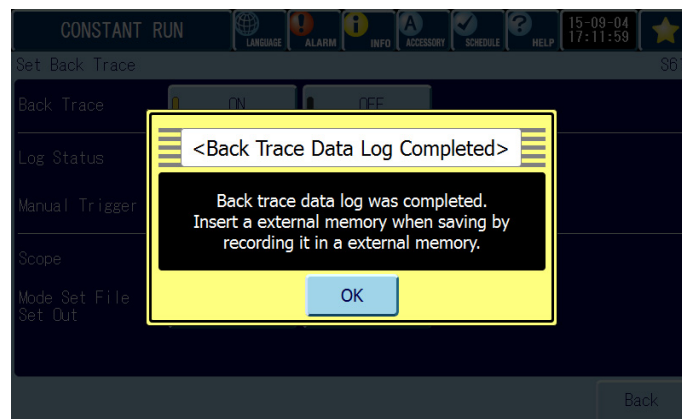 CONSTANT RUN
LANGUAGE
ALARM
INFO
A
ACCESSORY
SCHEDULE
?
HELP
15-09-04
17:11:59
Set Back Trace
Back Trace
ON
OFF
<Back Trace Data Log Completed>
Log Status
Back trace data log was completed.
Insert a external memory when saving by
recording it in a external memory.
Manual Trigger
Scope
Mode Set File
Set Out
OK
Back